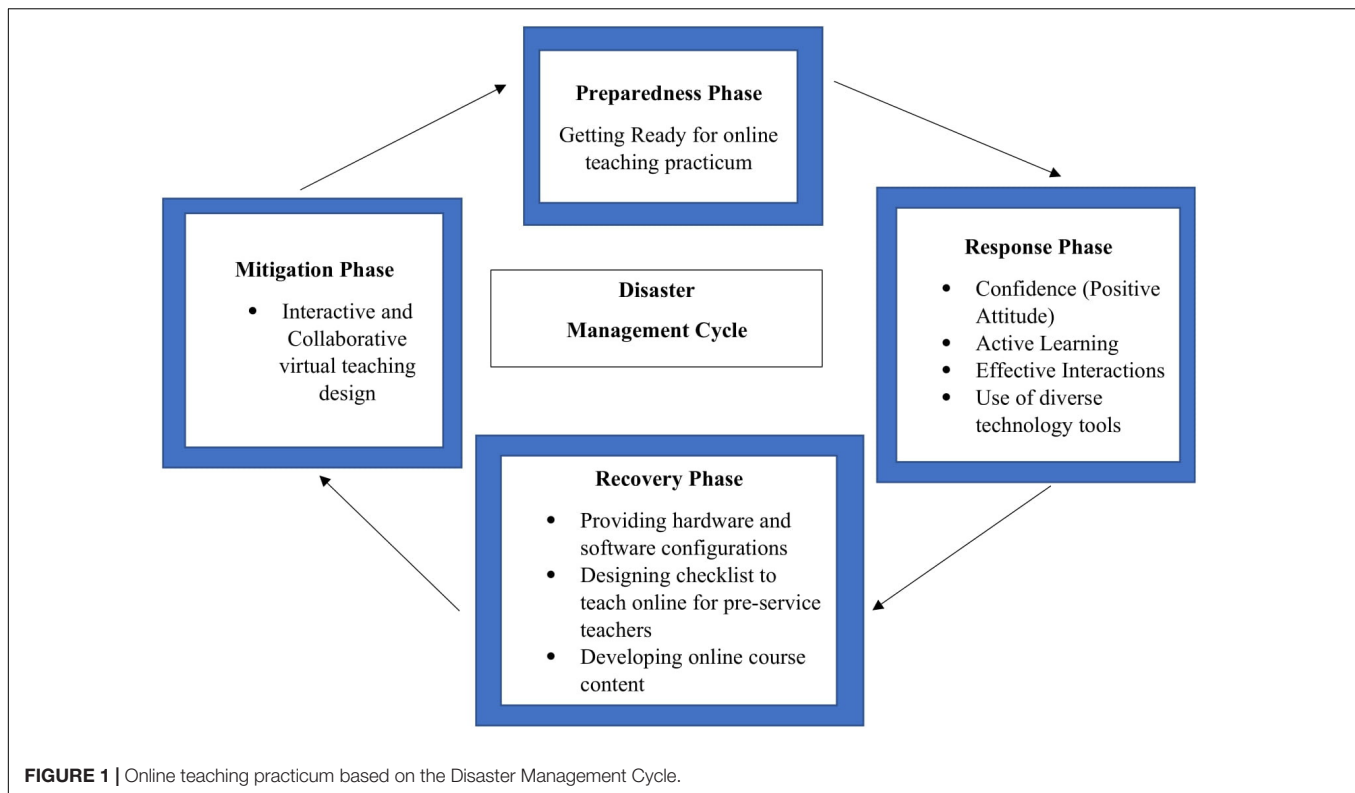 Preparedness Phase
Getting Ready for online
teaching practicum
Mitigation Phase
• Interactive and
Collaborative
virtual teaching
design
Disaster
Management Cycle
Response Phase
• Confidence (Positive
Attitude)
• Active Learning
• Effective Interactions
• Use of diverse
technology tools
Recovery Phase
• Providing hardware and
software configurations
• Designing checklist to
teach online for pre-service
teachers
• Developing online course
content
FIGURE 1 | Online teaching practicum based on the Disaster Management Cycle.